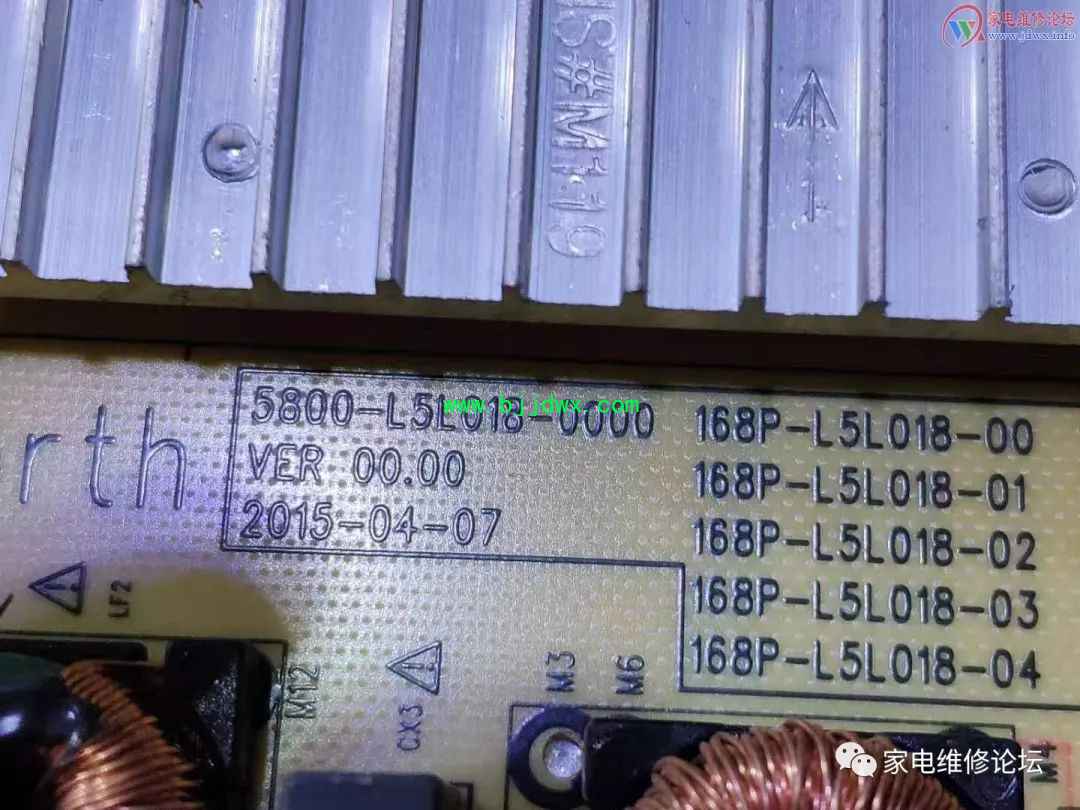 家电维修论坛
www.jdwx.info
S#M119
1
www.bjjdwx.com
5800-L5L018-0000
VER 00.00
2015-04-07
168P-L5L018-00
168P-L5L018-01
168P-L5L018-02
168P-L5L018-03
168P-L5L018-04
rth
LF2
M12
CX3
M3
M6
家电维修论坛